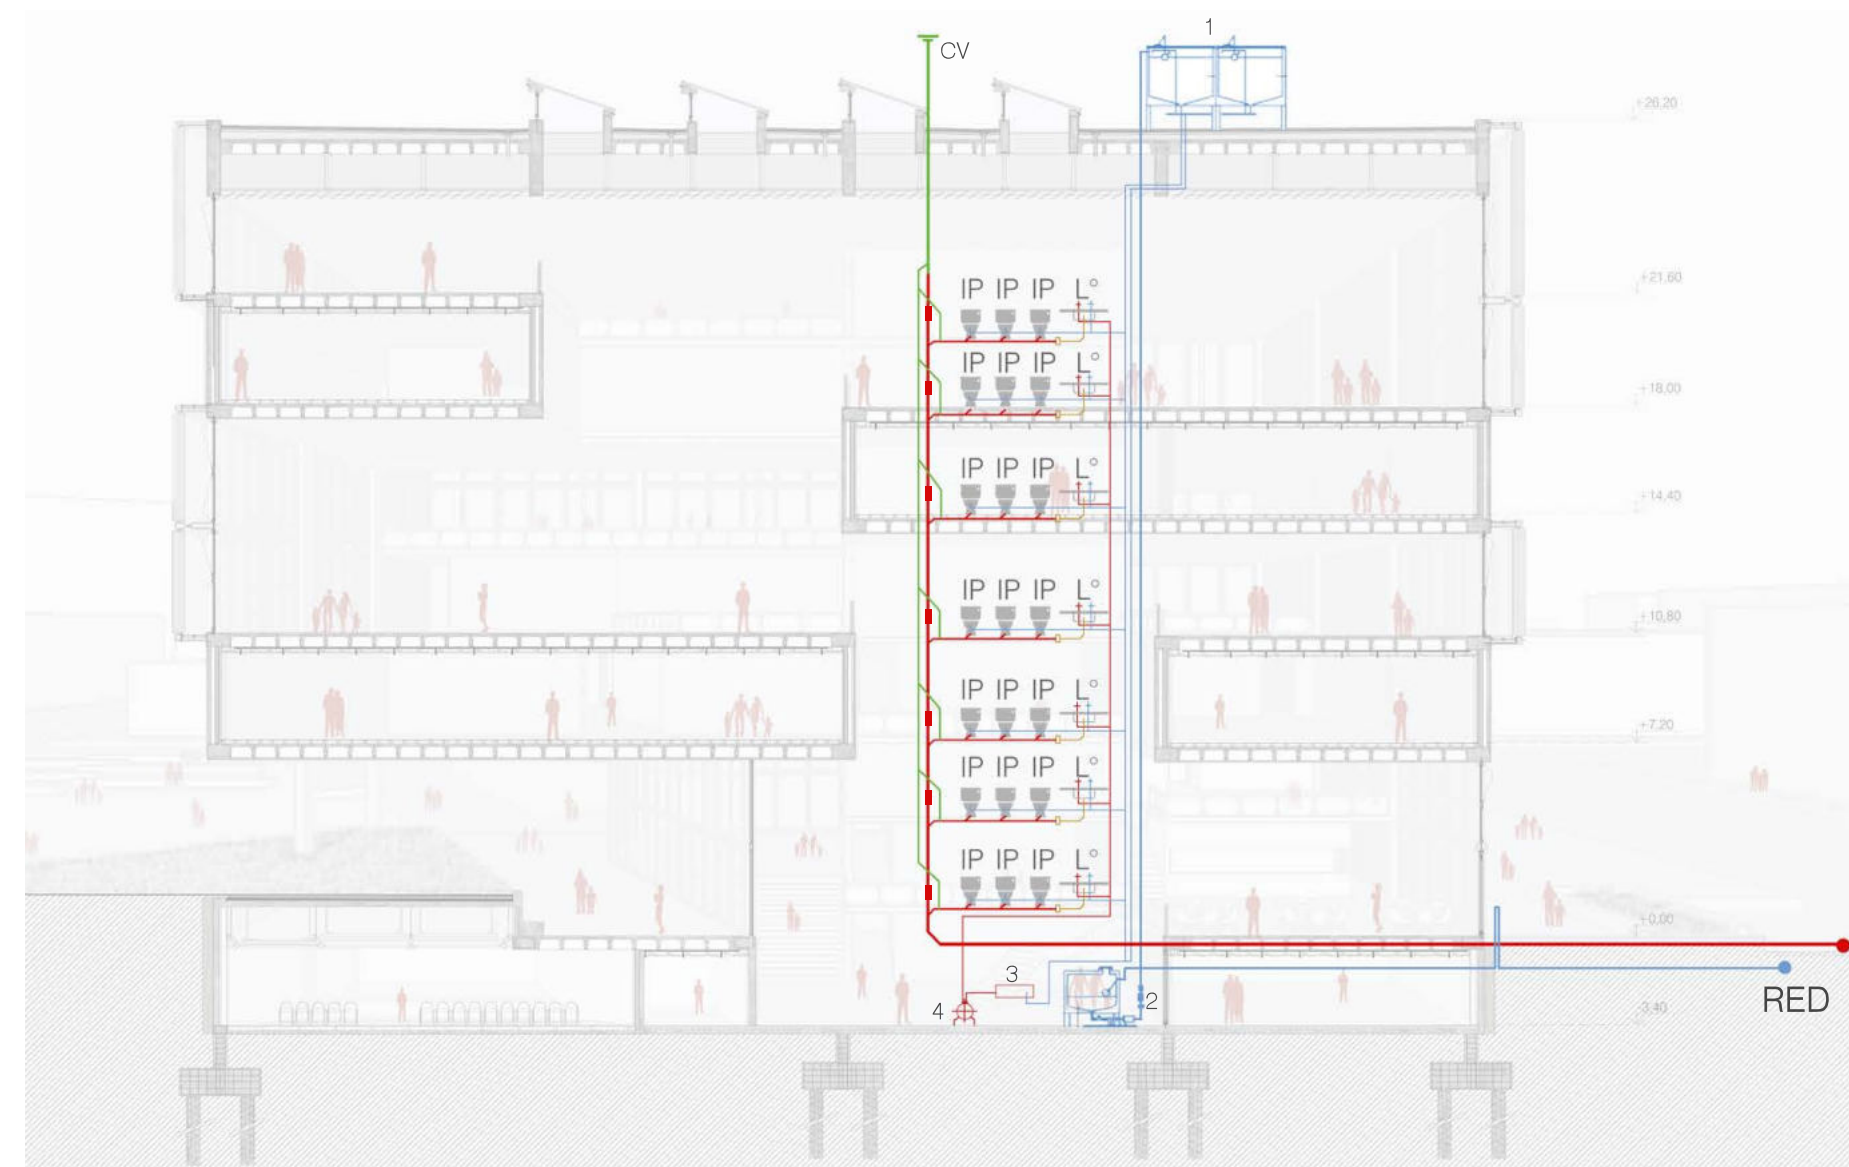 1
CV
+26,20
IP IP IP L°
+21,60
IP IP IP L°
+18,00
IP IP IP L°
+14,40
IP IP IP L°
+10,80
IP IP IP L°
+7,20
IP IP IP L°
IP IP IP L°
+0,00
3
4
2
RED
-3,40